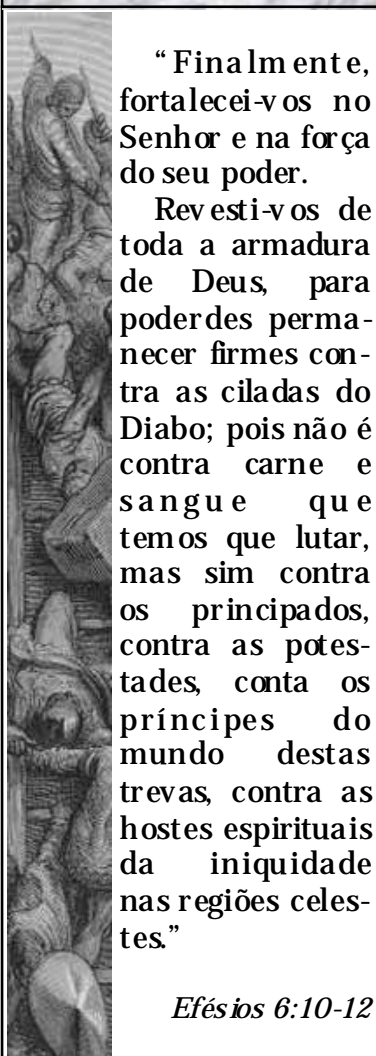 “Finalmente,
fortalecei-vos no
Senhor e na força
do seu poder.
Revesti-vos de
toda a armadura
de Deus, para
poderdes perma-
necer firmes con-
tra as ciladas do
Diabo; pois não é
contra carne e
sangue que
temos que lutar,
mas sim contra
os principados,
contra as potes-
tades, conta os
príncipes do
mundo destas
trevas, contra as
hostes espirituais
da iniquidade
nas regiões celes-
tes.”
Efésios 6:10-12